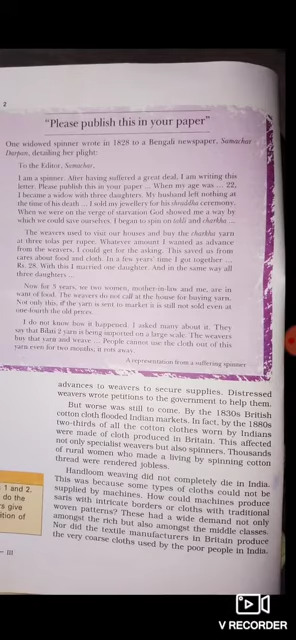 2
"Please publish this in your paper"
One widowed spinner wrote in 1828 to a Bengali newspaper, Samachar
Darpan, detailing her plight:
To the Editor, Samachar,
I am a spinner. After having suffered a great deal, I am writing this
letter. Please publish this in your paper ... When my age was ... 22,
I became a widow with three daughters. My husband left nothing at
the time of his death ... I sold my jewellery for his shraddha ceremony.
When we were on the verge of starvation God showed me a way by
which we could save ourselves. I began to spin on takli and charkha ...
The weavers used to visit our houses and buy the charkha yarn
at three tolas per rupee. Whatever amount I wanted as advance
from the weavers, I could get for the asking. This saved us from
cares about food and cloth. In a few years' time I got together ...
Rs. 28. With this I married one daughter. And in the same way all
three daughters ...
Now for 3 years, we two women, mother-in-law and me, are in
want of food. The weavers do not call at the house for buying yarn.
Not only this, if the yarn is sent to market it is still not sold even at
one-fourth the old prices.
I do not know how it happened. I asked many about it. They
say that Bilati 2 yarn is being imported on a large scale. The weavers
buy that yarn and weave ... People cannot use the cloth out of this
yarn even for two months; it rots away.
A representation from a suffering spinner
advances to weavers to secure supplies. Distressed
weavers wrote petitions to the government to help them.
But worse was still to come. By the 1830s British
cotton cloth flooded Indian markets. In fact, by the 1880s
two-thirds of all the cotton clothes worn by Indians
were made of cloth produced in Britain. This affected
not only specialist weavers but also spinners. Thousands
of rural women who made a living by spinning cotton
thread were rendered jobless.
Handloom weaving did not completely die in India.
This was because some types of cloths could not be
supplied by machines. How could machines produce
saris with intricate borders or cloths with traditional
woven patterns? These had a wide demand not only
amongst the rich but also amongst the middle classes.
Nor did the textile manufacturers in Britain produce
the very coarse cloths used by the poor people in India.
1 and 2.
do the
rs give
ition of
– III
V RECORDER